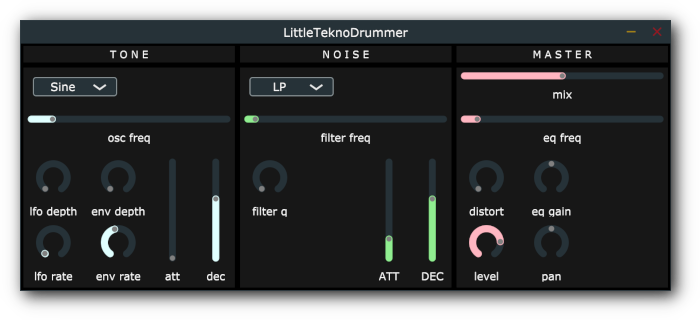 LittleTeknoDrummer
TONE
NOISE
MASTER
Sine
LP
mix
osc freq
filter freq
eq freq
lfo depth
env depth
filter q
distort
eq gain
lfo rate
env rate
att
dec
ATT
DEC
level
pan